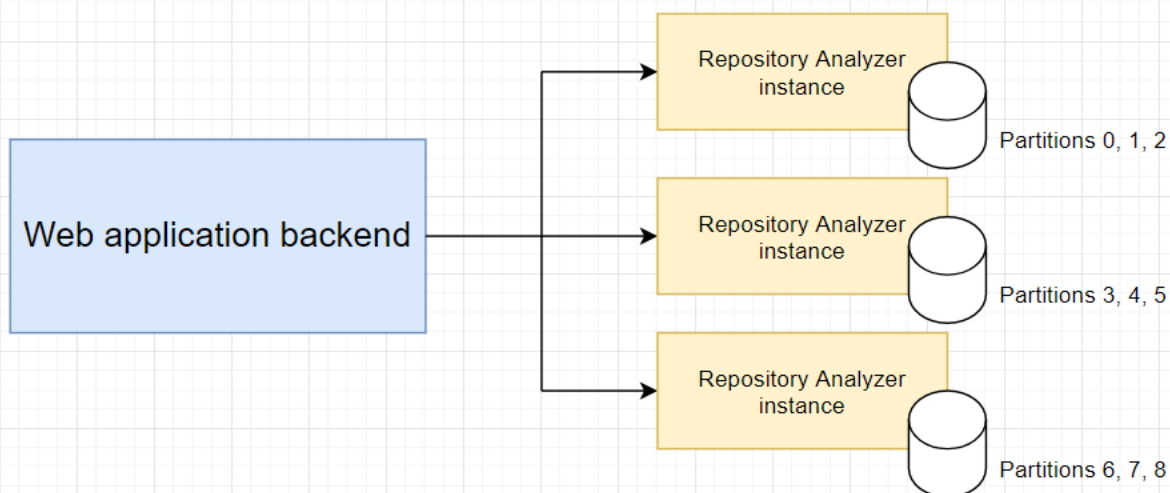 Repository Analyzer
instance
Partitions 0, 1, 2
Web application backend
Repository Analyzer
instance
Partitions 3, 4, 5
Repository Analyzer
instance
Partitions 6, 7, 8